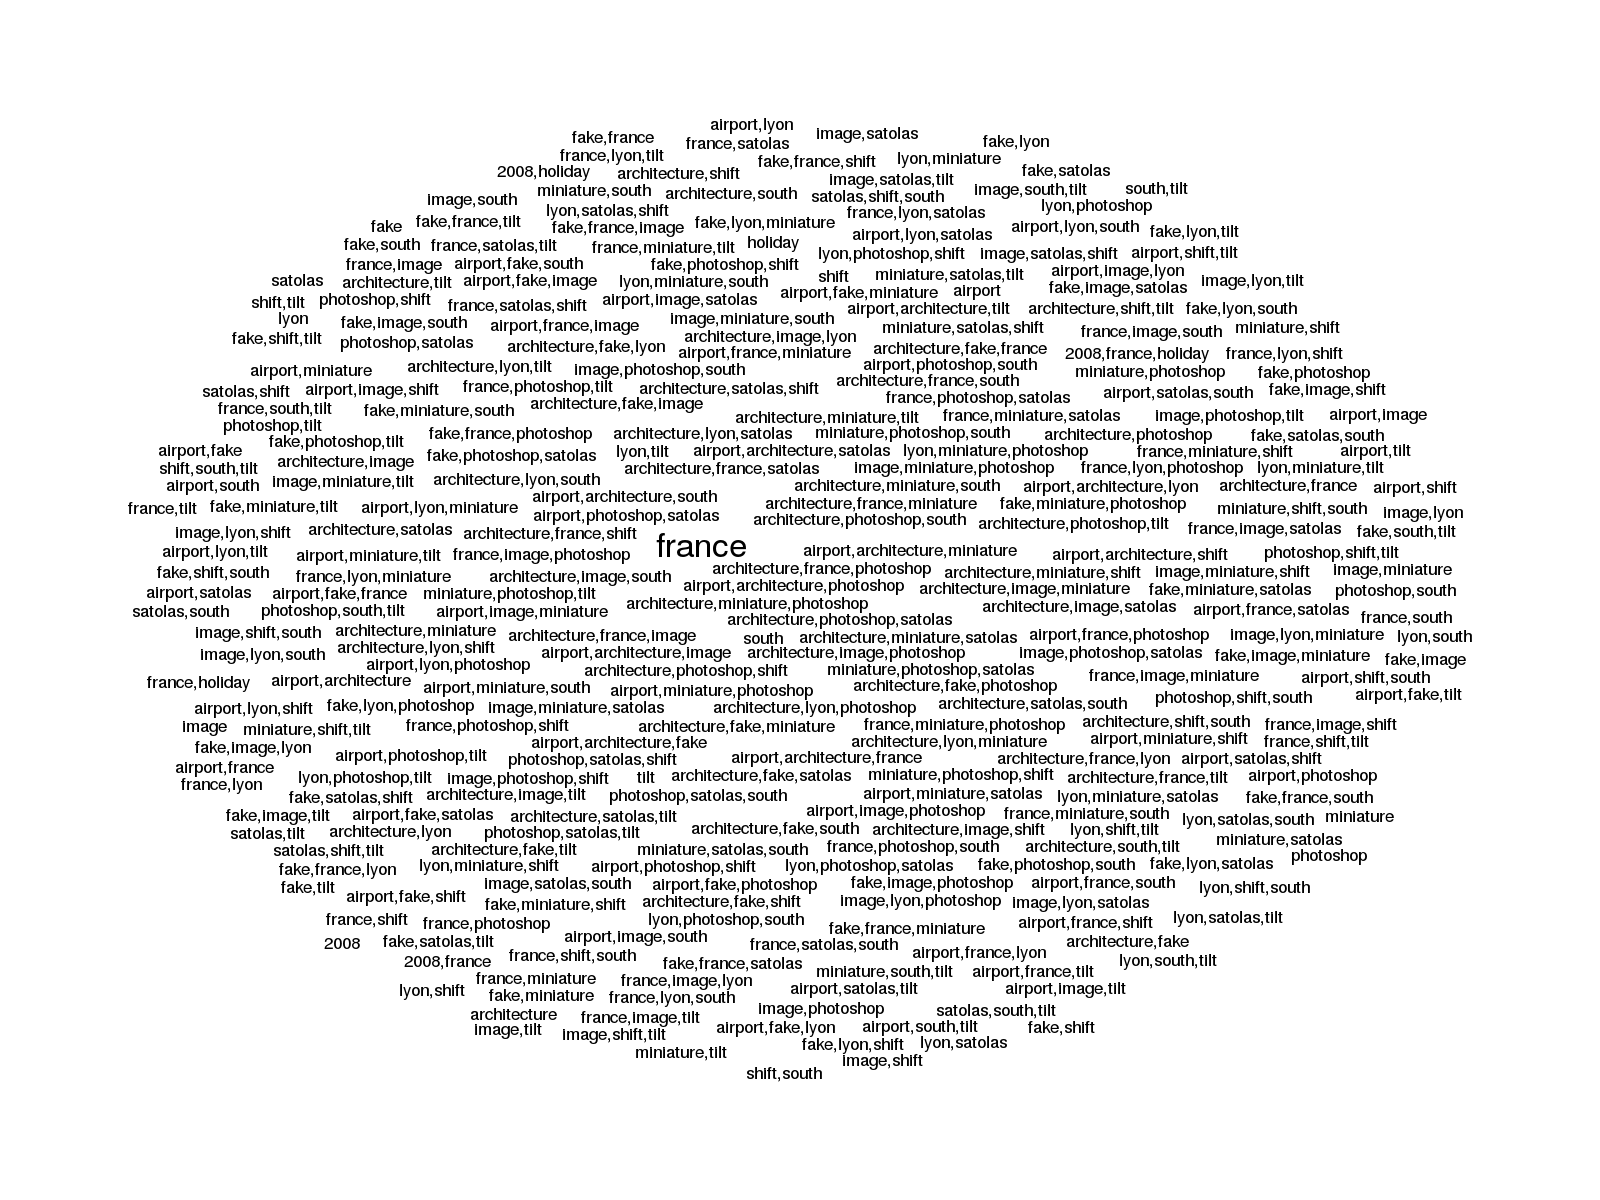 airport,lyon
fake,france image,satolas
france,satolas fake,lyon
france,lyon,tilt fake,france,shift lyon,miniature
2008,holiday architecture,shift fake,satolas
image,satolas,tilt
miniature,south architecture,south satolas,shift,south image,south,tilt south,tilt
image,south lyon,photoshop
lyon,satolas,shift france,lyon,satolas
fake fake,france,tilt fake,france,image fake,lyon,miniature airport,lyon,south fake,lyon,tilt
airport,lyon,satolas
fake,south france,satolas,tilt france,miniature,tilt holiday lyon,photoshop,shift image,satolas,shift airport,shift,tilt
france,image airport,fake,south fake,photoshop,shift airport,image,lyon
satolas architecture,tilt airport,fake,image lyon,miniature,south shift miniature,satolas,tilt fake,image,satolas image,lyon,tilt
shift,tilt photoshop,shift france,satolas,shift airport,image,satolas airport,fake,miniature airport
airport,architecture,tilt architecture,shift,tilt fake,lyon,south
lyon fake,image,south airport,france,image image,miniature,south miniature,satolas,shift france,image,south miniature,shift
fake,shift,tilt photoshop,satolas architecture,fake,lyon architecture,image,lyon
airport,france,miniature architecture,fake,france 2008,france,holiday france,lyon,shift
airport,miniature architecture,lyon,tilt image,photoshop,south airport,photoshop,south miniature,photoshop fake,photoshop
satolas,shift airport,image,shift france,photoshop,tilt architecture,satolas,shift architecture,france,south airport,satolas,south fake,image,shift
france,photoshop,satolas
france,south,tilt fake,miniature,south architecture,fake,image
architecture,miniature,tilt france,miniature,satolas image,photoshop,tilt airport,image
photoshop,tilt
fake,photoshop,tilt fake,france,photoshop architecture,lyon,satolas miniature,photoshop,south architecture,photoshop fake,satolas,south
airport,fake fake,photoshop,satolas lyon,tilt airport,architecture,satolas lyon,miniature,photoshop france,miniature,shift airport,tilt
shift,south,tilt architecture,image architecture,france,satolas image,miniature,photoshop france,lyon,photoshop lyon,miniature,tilt
airport,south image,miniature,tilt architecture,lyon,south architecture,miniature,south airport,architecture,lyon architecture,france airport,shift
france,tilt fake,miniature,tilt airport,lyon,miniature airport,architecture,south architecture,france,miniature fake,miniature,photoshop miniature,shift,south image,lyon
airport,photoshop,satolas architecture,photoshop,south architecture,photoshop,tilt
image,lyon,shift architecture,satolas architecture,france,shift france,image,satolas fake,south,tilt
airport,lyon,tilt airport,miniature,tilt france,image,photoshop france airport,architecture,miniature airport,architecture,shift photoshop,shift,tilt
fake,shift,south france,lyon,miniature architecture,image,south architecture,france,photoshop architecture,miniature,shift image,miniature,shift image,miniature
airport,satolas airport,fake,france miniature,photoshop,tilt airport,architecture,photoshop architecture,image,miniature fake,miniature,satolas photoshop,south
satolas,south photoshop,south,tilt airport,image,miniature architecture,miniature,photoshop architecture,image,satolas airport,france,satolas france,south
architecture,photoshop,satolas
image,shift,south architecture,miniature architecture,france,image south architecture,miniature,satolas airport,france,photoshop image,lyon,miniature lyon,south
image,lyon,south architecture,lyon,shift airport,architecture,image architecture,image,photoshop image,photoshop,satolas fake,image,miniature fake,image
airport,lyon,photoshop architecture,photoshop,shift miniature,photoshop,satolas france,image,miniature airport,shift,south
france,holiday airport,architecture airport,miniature,south airport,miniature,photoshop architecture,fake,photoshop
photoshop,shift,south airport,fake,tilt
airport,lyon,shift fake,lyon,photoshop image,miniature,satolas architecture,lyon,photoshop architecture,satolas,south
image miniature,shift,tilt france,photoshop,shift architecture,fake,miniature france,miniature,photoshop architecture,shift,south france,image,shift
fake,image,lyon airport,architecture,fake architecture,lyon,miniature airport,miniature,shift france,shift,tilt
airport,france airport,photoshop,tilt photoshop,satolas,shift airport,architecture,france architecture,france,lyon airport,satolas,shift
france,lyon lyon,photoshop,tilt image,photoshop,shift tilt architecture,fake,satolas miniature,photoshop,shift architecture,france,tilt airport,photoshop
fake,satolas,shift architecture,image,tilt photoshop,satolas,south airport,miniature,satolas lyon,miniature,satolas fake,france,south
fake,image,tilt airport,fake,satolas architecture,satolas,tilt airport,image,photoshop france,miniature,south lyon,satolas,south miniature
satolas,tilt architecture,lyon photoshop,satolas,tilt architecture,fake,south architecture,image,shift lyon,shift,tilt
satolas,shift,tilt architecture,fake,tilt miniature,satolas,south france,photoshop,south architecture,south,tilt miniature,satolas
fake,france,lyon lyon,miniature,shift airport,photoshop,shift lyon,photoshop,satolas fake,photoshop,south fake,lyon,satolas photoshop
fake,tilt image,satolas,south airport,fake,photoshop fake,image,photoshop airport,france,south lyon,shift,south
airport,fake,shift fake,miniature,shift architecture,fake,shift image,lyon,photoshop image,lyon,satolas
france,shift france,photoshop lyon,photoshop,south fake,france,miniature airport,france,shift lyon,satolas,tilt
2008 fake,satolas,tilt airport,image,south france,satolas,south architecture,fake
2008,france france,shift,south fake,france,satolas airport,france,lyon lyon,south,tilt
france,miniature france,image,lyon miniature,south,tilt airport,france,tilt
lyon,shift fake,miniature france,lyon,south airport,satolas,tilt airport,image,tilt
architecture france,image,tilt image,photoshop satolas,south,tilt
image,tilt image,shift,tilt airport,fake,lyon airport,south,tilt fake,shift
miniature,tilt fake,lyon,shift lyon,satolas
image,shift
shift,south